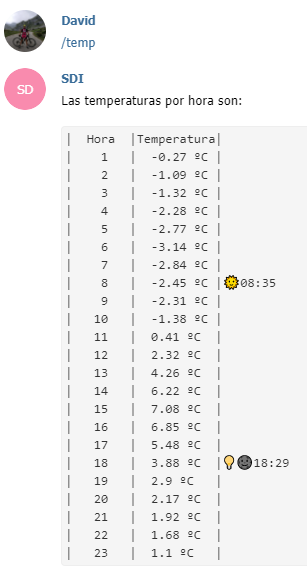 David
/temp
SD
SDI
Las temperaturas por hora son:
| Hora |Temperatura|
| 1 | -0.27 ºC |
| 2 | -1.09 ºC |
| 3 | -1.32 ºC |
| 4 | -2.28 ºC |
| 5 | -2.77 ºC |
| 6 | -3.14 ºC |
| 7 | -2.84 ºC |
| 8 | -2.45 ºC |🌞08:35
| 9 | -2.31 ºC |
| 10 | -1.38 ºC |
| 11 | 0.41 ºC |
| 12 | 2.32 ºC |
| 13 | 4.26 ºC |
| 14 | 6.22 ºC |
| 15 | 7.08 ºC |
| 16 | 6.85 ºC |
| 17 | 5.48 ºC |
| 18 | 3.88 ºC |💡🌚18:29
| 19 | 2.9 ºC |
| 20 | 2.17 ºC |
| 21 | 1.92 ºC |
| 22 | 1.68 ºC |
| 23 | 1.1 ºC |